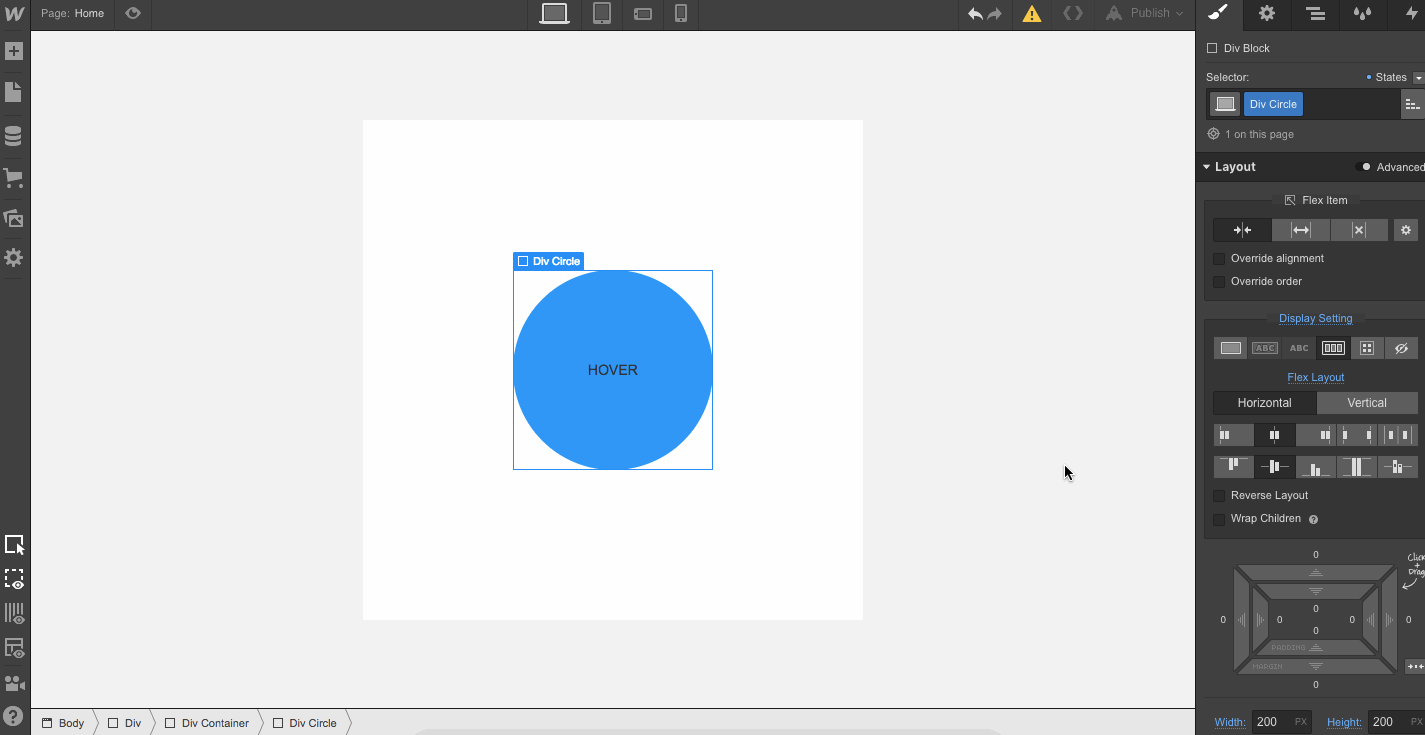 Page: Home
Publish
Div Block
Selector:
States
Div Circle
1 on this page
Layout
Advanced
Flex Item
Override alignment
Override order
Div Circle
HOVER
Display Setting
ABC
ABC
Flex Layout
Horizontal
Vertical
Reverse Layout
Wrap Children
0
0
0
0
0
0
0
PADDING
MARGIN
0
Width: 200 PX
Height: 200 PX
Body
Div
Div Container
Div Circle